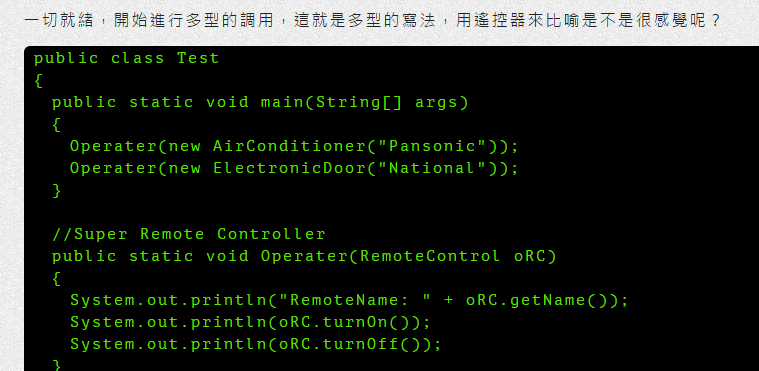 一切就緒，開始進行多型的調用，這就是多型的寫法，用遙控器來比喻是不是很感覺呢？
public class Test
{
  public static void main(String[] args)
  {
    Operater(new AirConditioner("Pansonic"));
    Operater(new ElectronicDoor("National"));
  }

  //Super Remote Controller
  public static void Operater(RemoteControl oRC)
  {
    System.out.println("RemoteName: " + oRC.getName());
    System.out.println(oRC.turnOn());
    System.out.println(oRC.turnOff());
  }